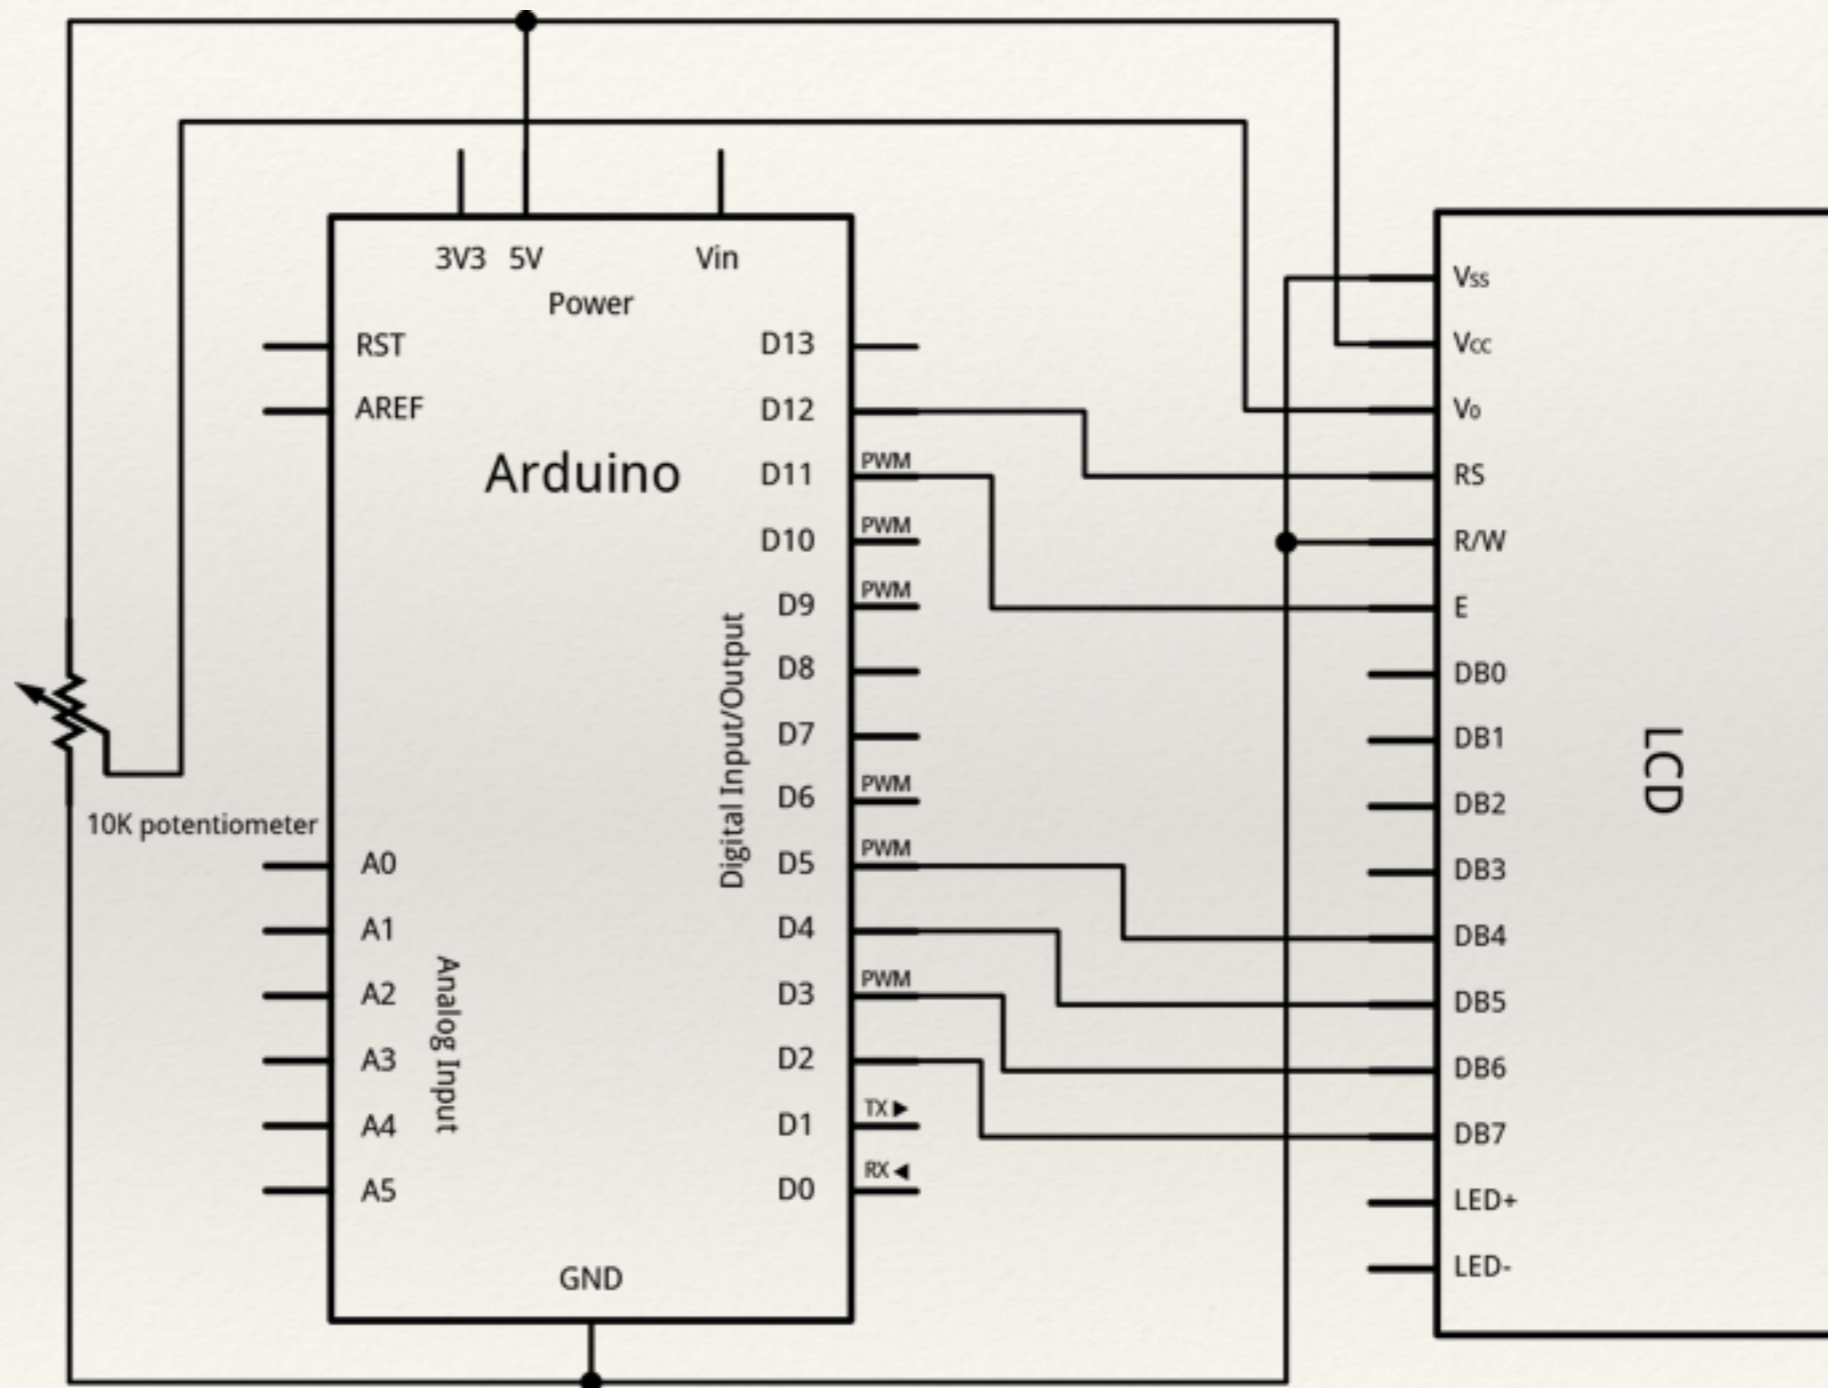 3V3 5V Vin
Power
RST
AREF
Arduino
10K potentiometer
A0
A1
A2
A3
A4
A5
Analog Input
Digital Input/Output
D13
D12
PWM
D11
PWM
D10
PWM
D9
D8
D7
PWM
D6
PWM
D5
D4
PWM
D3
D2
TX ▶
D1
RX ◀
D0
GND
Vss
Vcc
V0
RS
R/W
E
DB0
DB1
DB2
DB3
DB4
DB5
DB6
DB7
LED+
LED-
LCD